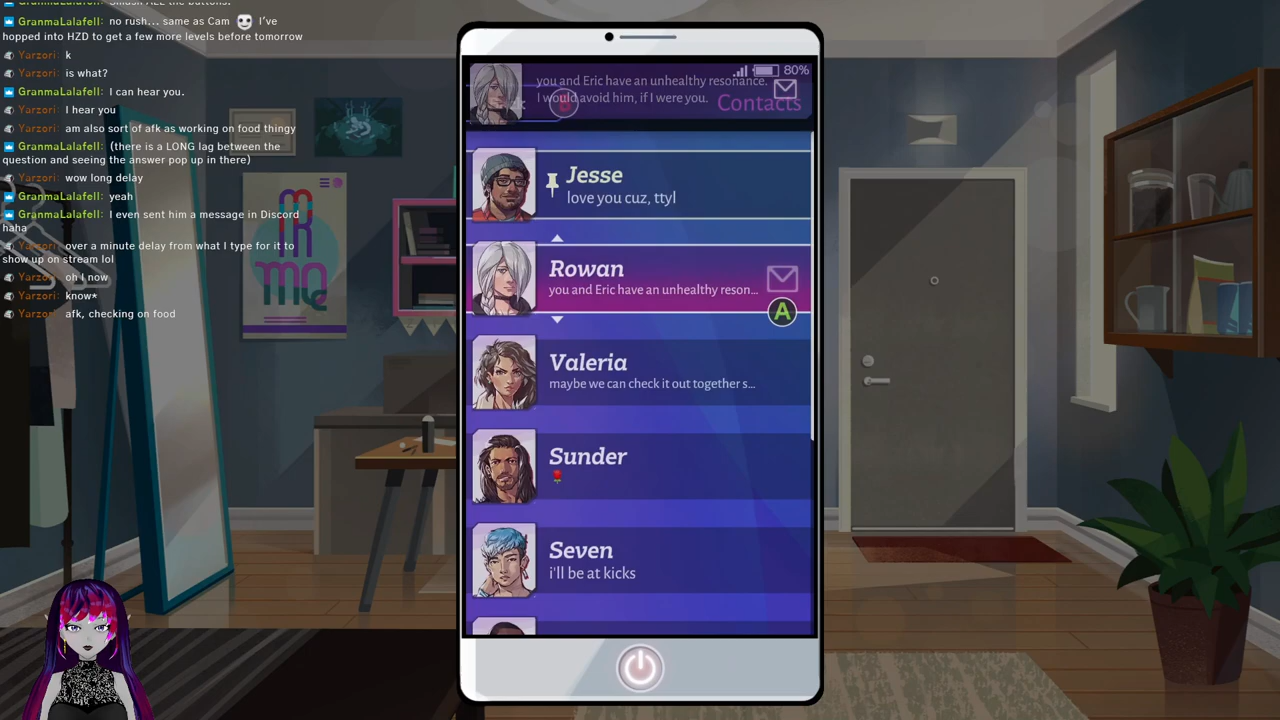 GranmaLalafell: no rush... same as Cam I've
hopped into HZD to get a few more levels before tomorrow
Yarzori: k
Yarzori: is what?
GranmaLalafell: I can hear you.
Yarzori: I hear you
Yarzori: am also sort of afk as working on food thingy
GranmaLalafell: (there is a LONG lag between the
question and seeing the answer pop up in there)
Yarzori: wow long delay
GranmaLalafell: yeah
GranmaLalafell: I even sent him a message in Discord
haha
Yarzori: over a minute delay from what I type for it to
show up on stream lol
Yarzori: oh I now
Yarzori: know*
Yarzori: afk, checking on food
80%
you and Eric have an unhealthy resonance.
I would avoid him, if I were you.
Contacts
Jesse
love you cuz, ttyl
Rowan
you and Eric have an unhealthy reson...
A
Valeria
maybe we can check it out together s...
Sunder
Seven
i'll be at kicks